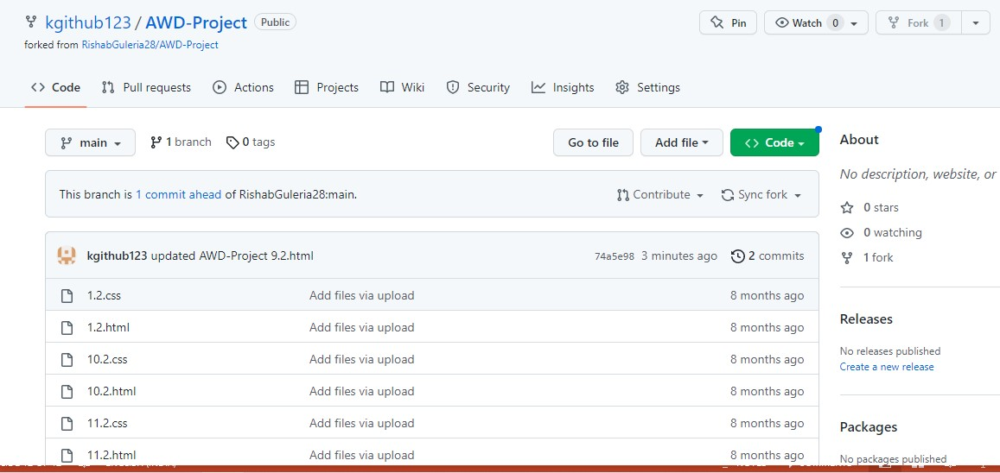 kgithub123 / AWD-Project Public
Pin Watch 0 Fork 1
forked from RishabGuleria28/AWD-Project
<> Code Pull requests Actions Projects Wiki Security Insights Settings
main 1 branch 0 tags Go to file Add file <> Code
This branch is 1 commit ahead of RishabGuleria28:main. Contribute Sync fork
kgithub123 updated AWD-Project 9.2.html 74a5e98 3 minutes ago 2 commits
1.2.css Add files via upload 8 months ago
1.2.html Add files via upload 8 months ago
10.2.css Add files via upload 8 months ago
10.2.html Add files via upload 8 months ago
11.2.css Add files via upload 8 months ago
11.2.html Add files via upload 8 months ago
About
No description, website, or
0 stars
0 watching
1 fork
Releases
No releases published
Create a new release
Packages
No packages published